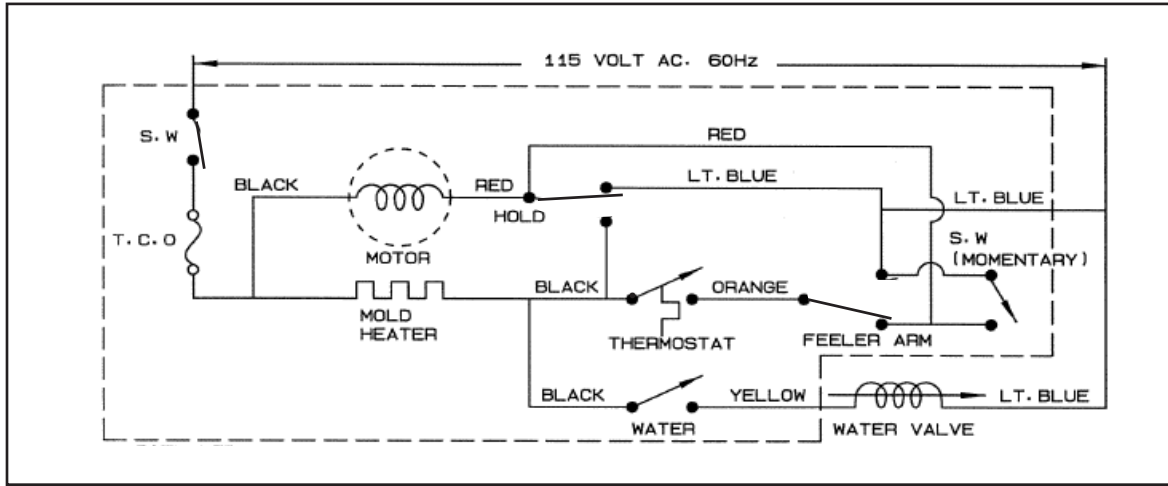 115 VOLT AC. 60Hz
S.W
RED
BLACK
RED
LT.BLUE
HOLD
LT.BLUE
T.C.O
S.W
(MOMENTARY)
MOTOR
BLACK
ORANGE
MOLD
HEATER
THERMOSTAT
FEELER ARM
BLACK
YELLOW
LT.BLUE
WATER
WATER VALVE